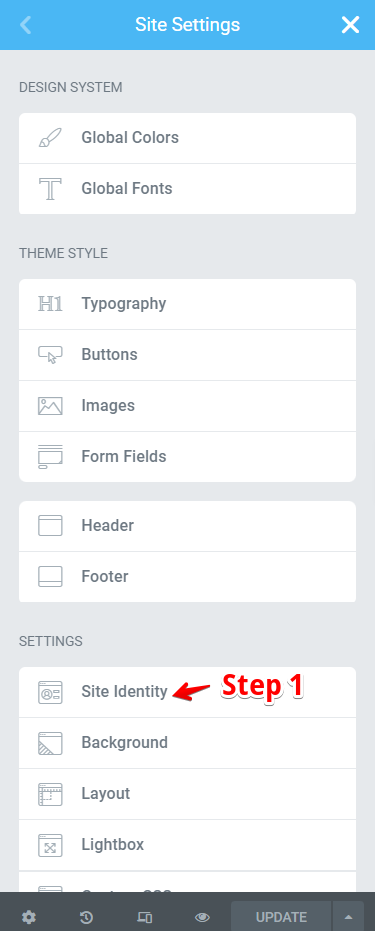 Site Settings
DESIGN SYSTEM
Global Colors
Global Fonts
THEME STYLE
H1 Typography
Buttons
Images
Form Fields
Header
Footer
SETTINGS
Site Identity Step 1
Background
Layout
Lightbox
UPDATE